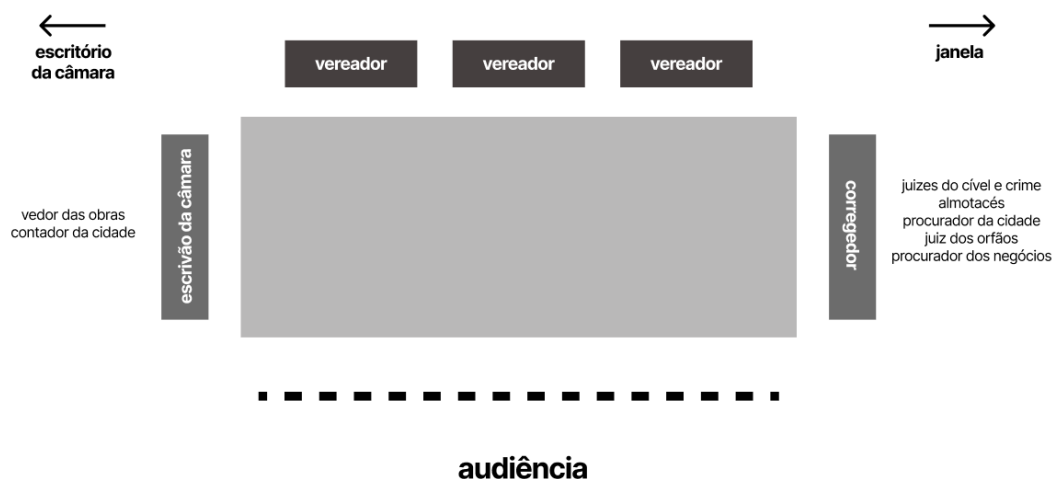 escritório
da câmara
janela
vereador
vereador
vereador
vedor das obras
contador da cidade
escrivão da câmara
corregedor
juizes do cível e crime
almotacés
procurador da cidade
juiz dos orfãos
procurador dos negócios
audiência